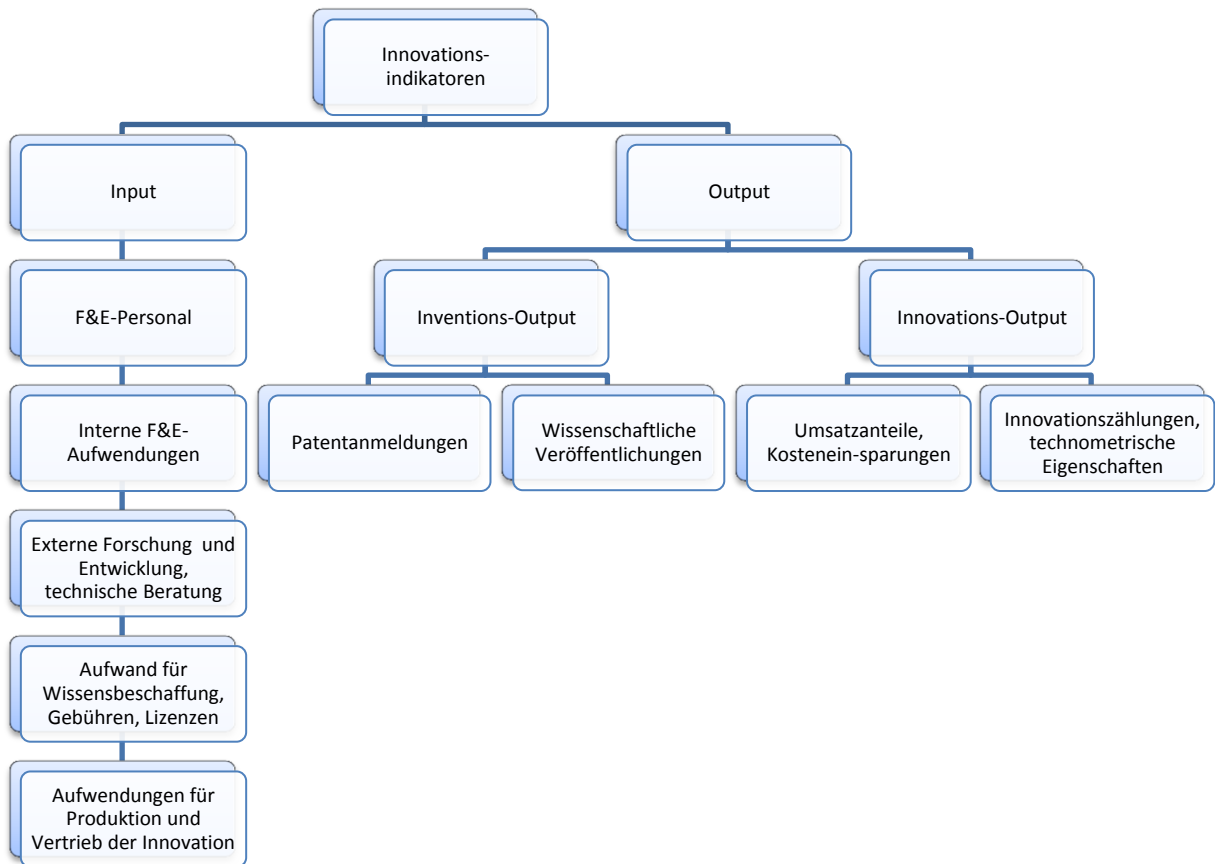 Innovations-
indikatoren
Input
Output
F&E-Personal
Inventions-Output
Innovations-Output
Interne F&E-
Aufwendungen
Patentanmeldungen
Wissenschaftliche
Veröffentlichungen
Umsatzanteile,
Kostenein-sparungen
Innovationszählungen,
technometrische
Eigenschaften
Externe Forschung und
Entwicklung,
technische Beratung
Aufwand für
Wissensbeschaffung,
Gebühren, Lizenzen
Aufwendungen für
Produktion und
Vertrieb der Innovation